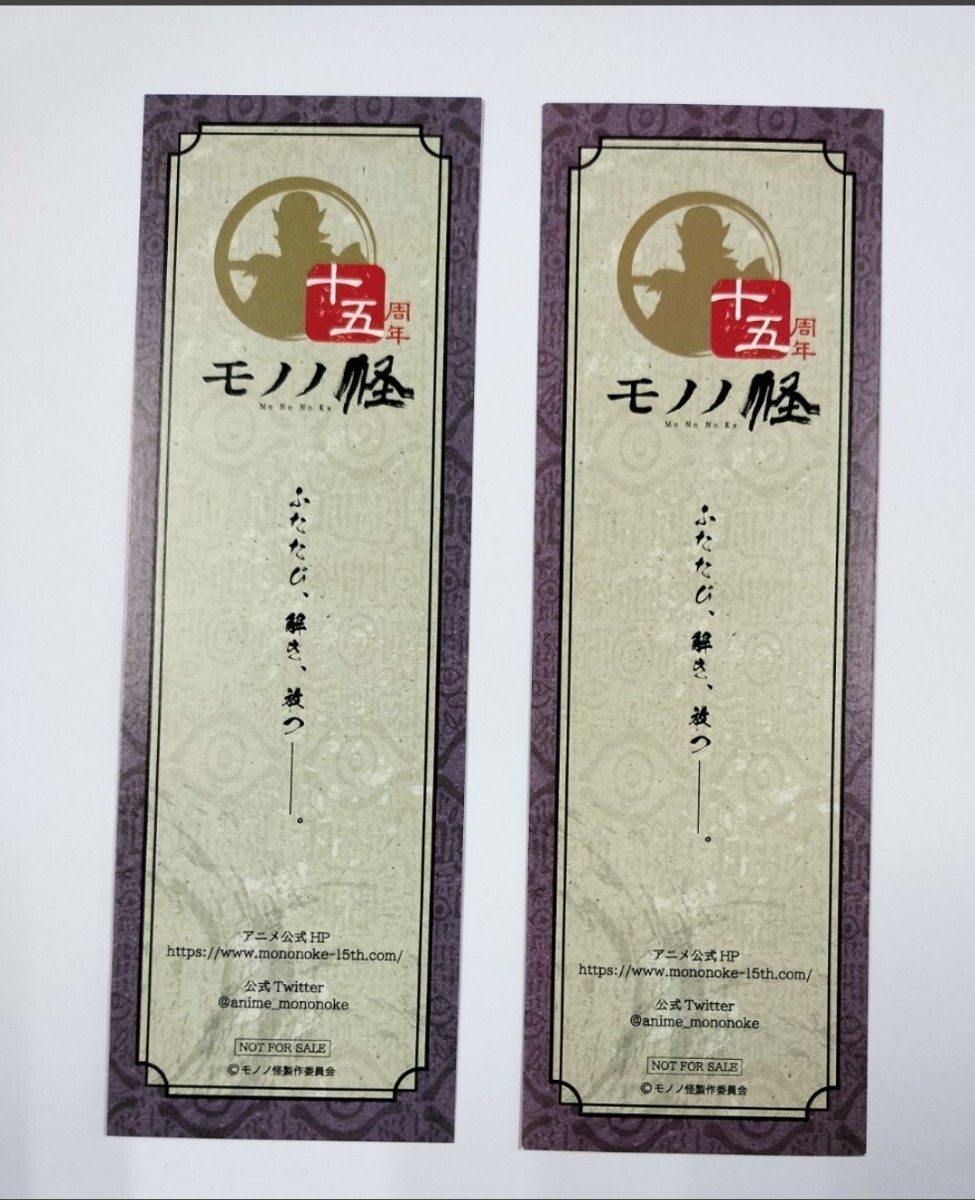 十五
周年
モノノ怪
Mo No No Ke
ふたたび、解き、放つ――。
アニメ公式HP
https://www.mononoke-15th.com/
公式Twitter
@anime_mononoke
NOT FOR SALE
©モノノ怪製作委員会
十五
周年
モノノ怪
Mo No No Ke
ふたたび、解き、放つ――。
アニメ公式HP
https://www.mononoke-15th.com/
公式Twitter
@anime_mononoke
NOT FOR SALE
©モノノ怪製作委員会